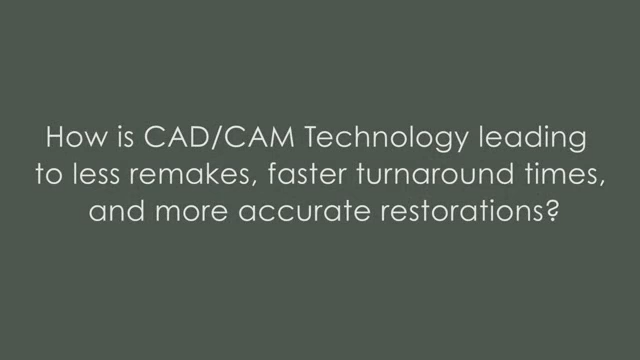 How is CAD/CAM Technology leading
to less remakes, faster turnaround times,
and more accurate restorations?